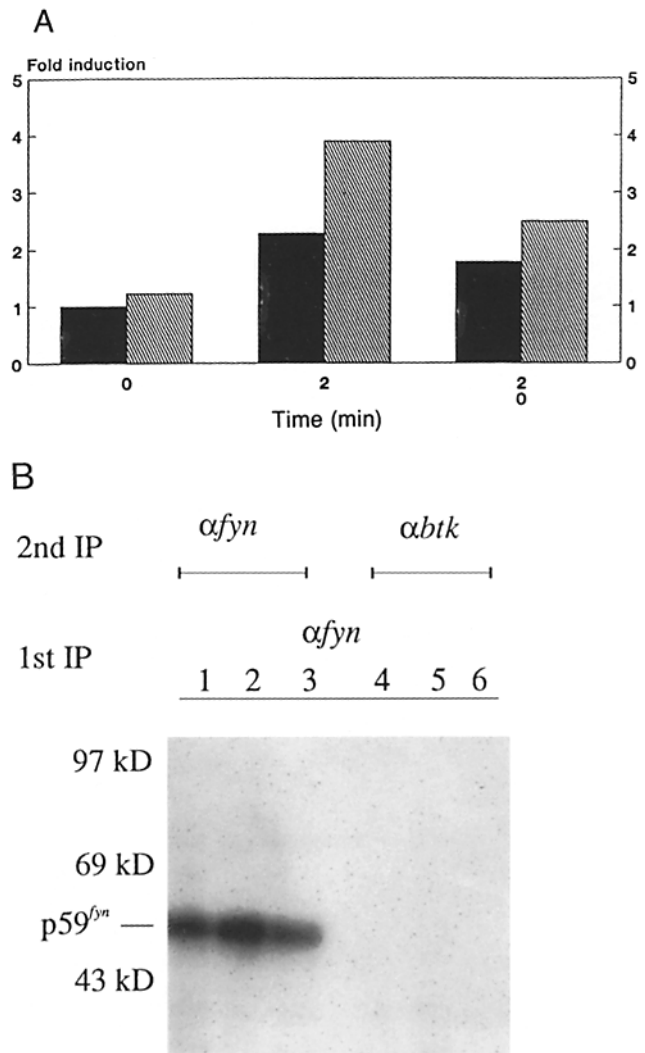 A
Fold induction
5 5
4 4
3 3
2 2
1 1
0 0
0 2 20
Time (min)
B
2nd IP αfyn αbtk
αfyn
1st IP
1 2 3 4 5 6
97 kD
69 kD
p59fyn
43 kD